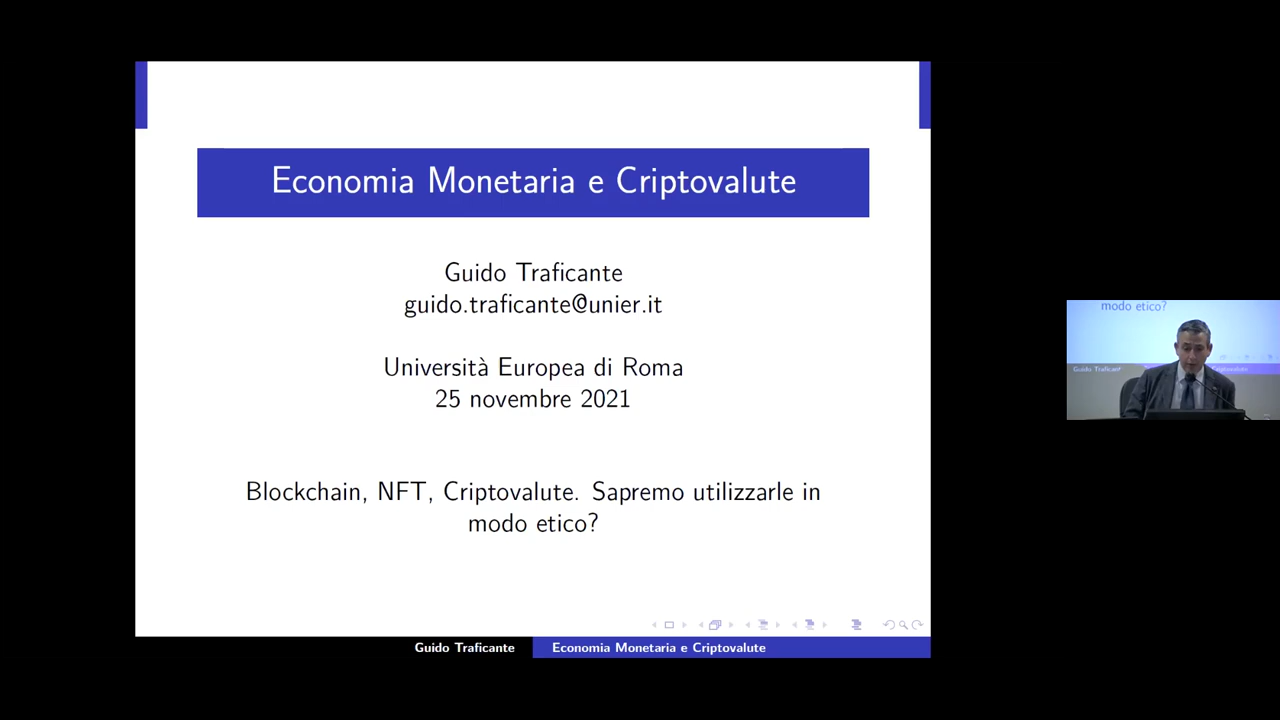 Economia Monetaria e Criptovalute
Guido Traficante
guido.traficante@unier.it
Università Europea di Roma
25 novembre 2021
Blockchain, NFT, Criptovalute. Sapremo utilizzarle in
modo etico?
Guido Traficante
Economia Monetaria e Criptovalute
modo etico?